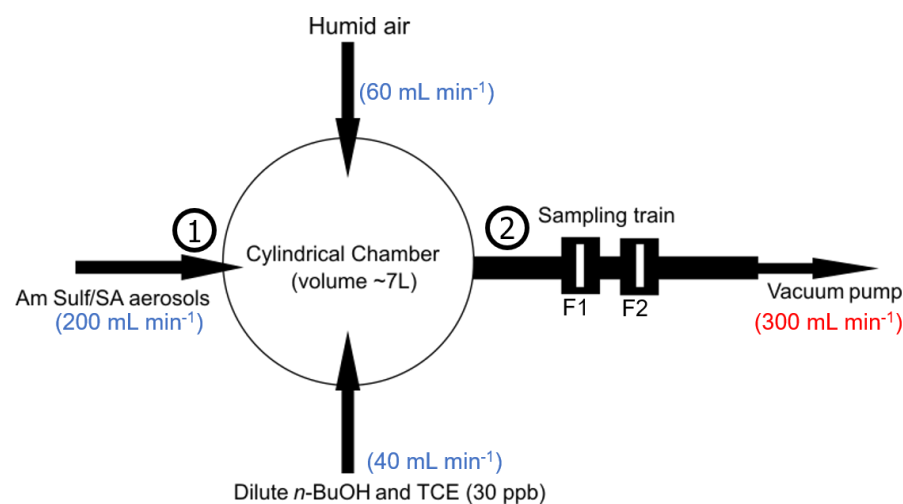 Humid air
(60 mL min⁻¹)
1
2
Sampling train
Cylindrical Chamber
(volume ~7L)
Am Sulf/SA aerosols
(200 mL min⁻¹)
F1
F2
Vacuum pump
(300 mL min⁻¹)
(40 mL min⁻¹)
Dilute n-BuOH and TCE (30 ppb)